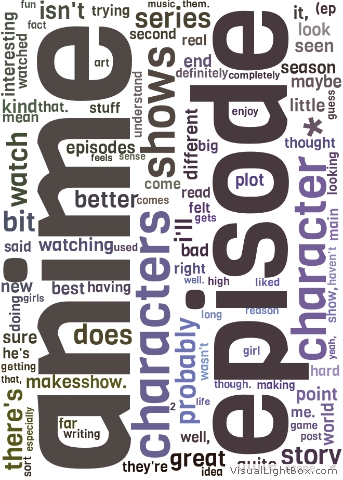 fun
isn't
trying
music
them.
it,
(ep
fact
series
look
interesting
watched
second
real
seen
art
end
season
definitely
completely
maybe
kind
that.
stuff
understand
shows
little
guess
mean
enjoy
different
big
*
watch
episodes
thought
feels
sense
looking
come
plot
better
comes
read
felt
gets
bit
i'll
character
main
said
watching
used
bad
haven't
anime
episode
right
new
girls
best
having
well.
high
liked
show,
doing
characters
long
reason
sure
does
probably
wasn't
girl
yeah,
he's
getting
hard
that,
makes
show.
life
though.
making
2
point
there's
far
writing
me.
game
world
post
especially
well,
sort
they're
great
idea
quite
story
VisualLightBox.com